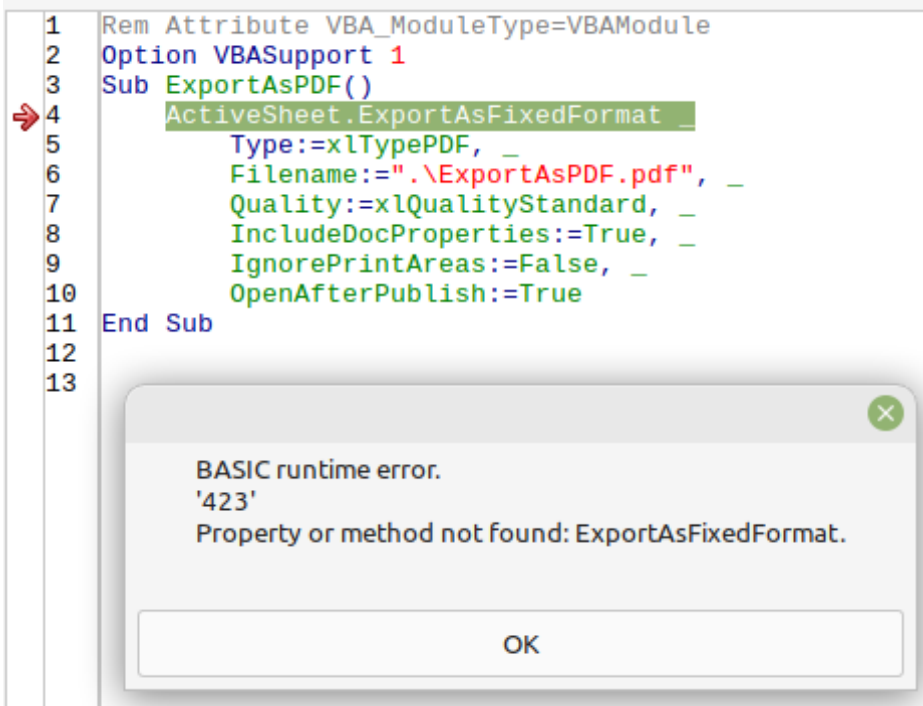 1 Rem Attribute VBA_ModuleType=VBAModule
2 Option VBASupport 1
3 Sub ExportAsPDF()
4 ActiveSheet.ExportAsFixedFormat _
5 Type:=xlTypePDF, _
6 Filename:=".\ExportAsPDF.pdf", _
7 Quality:=xlQualityStandard, _
8 IncludeDocProperties:=True, _
9 IgnorePrintAreas:=False, _
10 OpenAfterPublish:=True
11 End Sub
12
13
BASIC runtime error.
'423'
Property or method not found: ExportAsFixedFormat.
OK